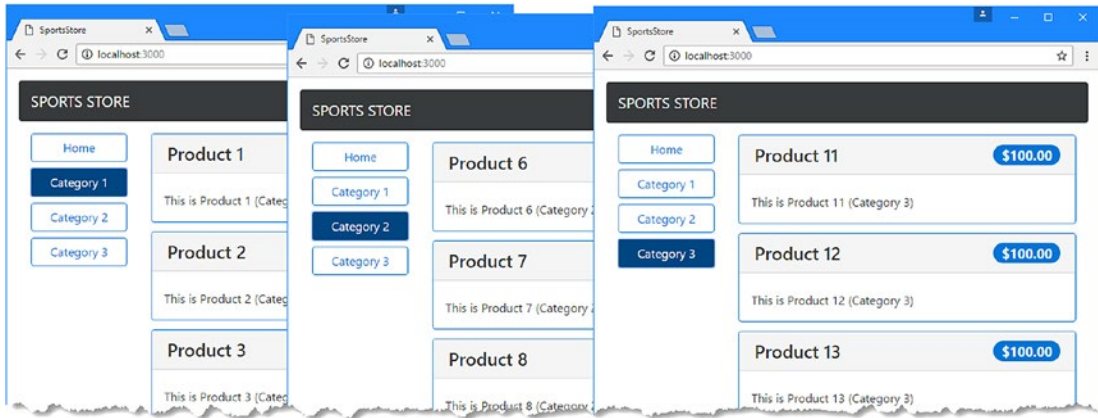 SportsStore
localhost:3000
SPORTS STORE
Home
Category 1
Category 2
Category 3
Product 1
This is Product 1 (Categ
Product 2
This is Product 2 (Categ
Product 3
This is Product 3 (Categ
SportsStore
localhost:3000
SPORTS STORE
Home
Category 1
Category 2
Category 3
Product 6
This is Product 6 (Category 2
Product 7
This is Product 7 (Category 2
Product 8
This is Product 8 (Category
SportsStore
localhost:3000
SPORTS STORE
Home
Category 1
Category 2
Category 3
Product 11 $100.00
This is Product 11 (Category 3)
Product 12 $100.00
This is Product 12 (Category 3)
Product 13 $100.00
This is Product 13 (Category 3)